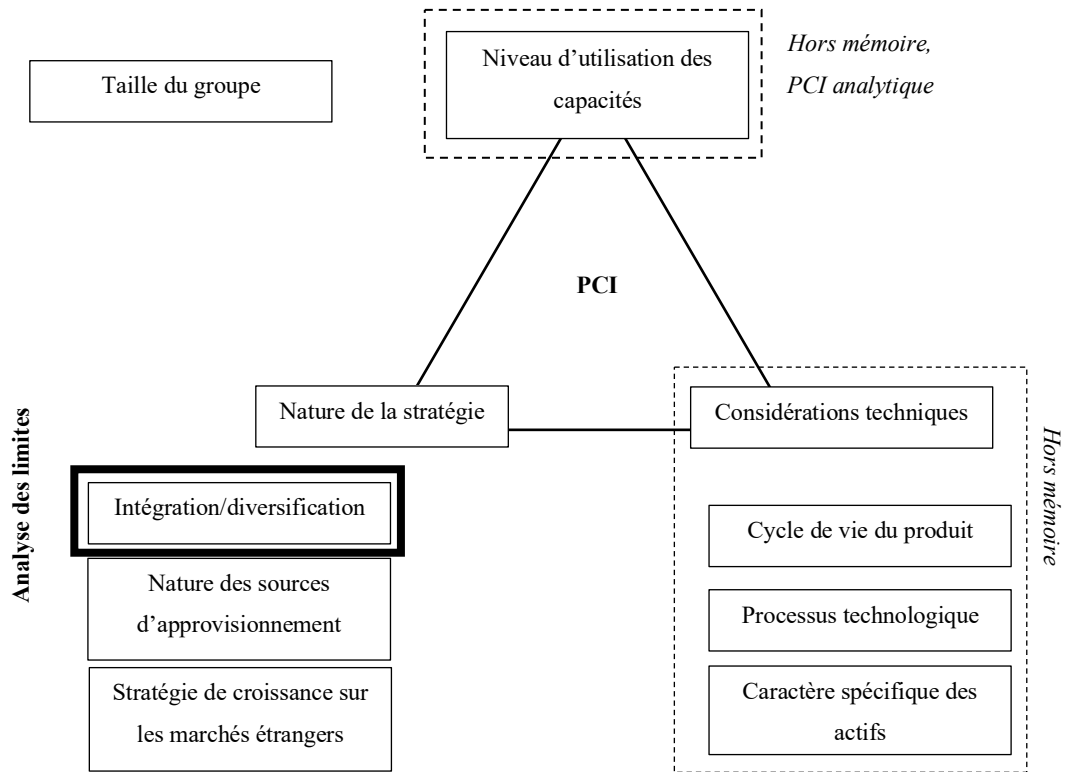 Niveau d’utilisation des
capacités
Hors mémoire,
PCI analytique
Taille du groupe
PCI
Nature de la stratégie
Considérations techniques
Analyse des limites
Intégration/diversification
Nature des sources
d’approvisionnement
Stratégie de croissance sur
les marchés étrangers
Hors mémoire
Cycle de vie du produit
Processus technologique
Caractère spécifique des
actifs